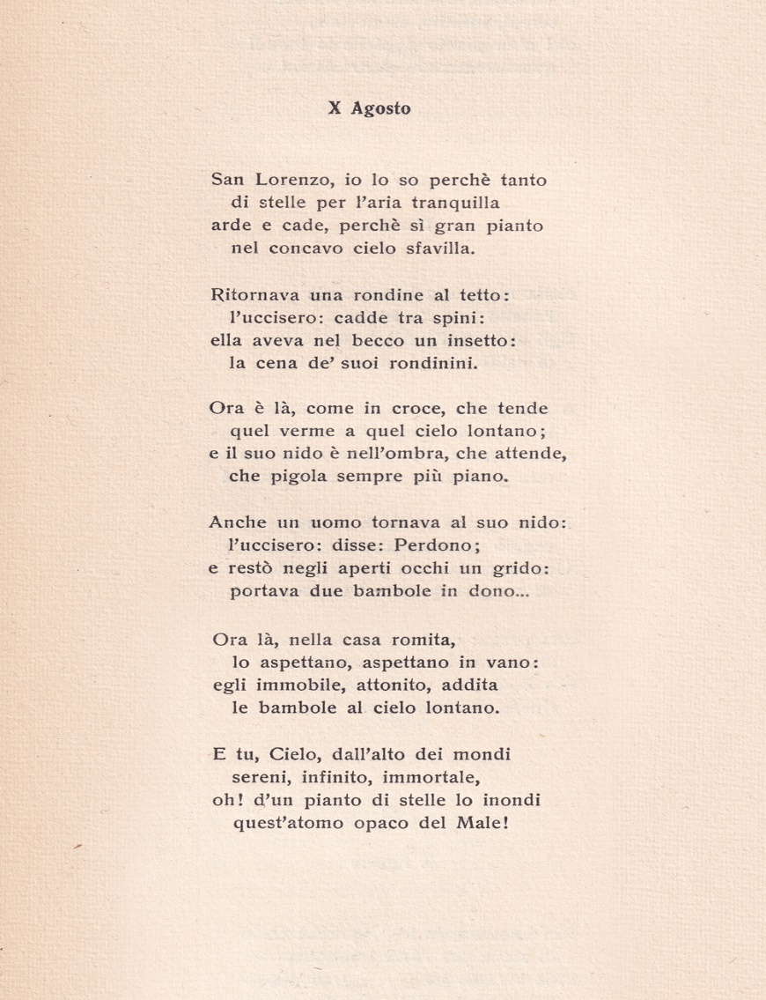 X Agosto
San Lorenzo, io lo so perchè tanto
di stelle per l'aria tranquilla
arde e cade, perchè sì gran pianto
nel concavo cielo sfavilla.
Ritornava una rondine al tetto:
l'uccisero: cadde tra spini:
ella aveva nel becco un insetto:
la cena de' suoi rondinini.
Ora è là, come in croce, che tende
quel verme a quel cielo lontano;
e il suo nido è nell'ombra, che attende,
che pigola sempre più piano.
Anche un uomo tornava al suo nido:
l'uccisero: disse: Perdono;
e restò negli aperti occhi un grido:
portava due bambole in dono...
Ora là, nella casa romita,
lo aspettano, aspettano in vano:
egli immobile, attonito, addita
le bambole al cielo lontano.
E tu, Cielo, dall'alto dei mondi
sereni, infinito, immortale,
oh! d'un pianto di stelle lo inondi
quest'atomo opaco del Male!